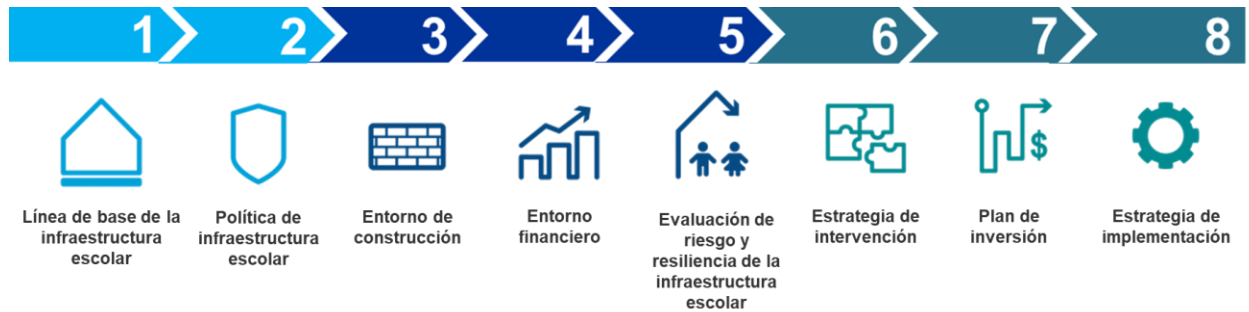 1 2 3 4 5 6 7 8
$
Línea de base de la
infraestructura
escolar
Política de
infraestructura
escolar
Entorno de
construcción
Entorno
financiero
Evaluación de
riesgo y
resiliencia de la
infraestructura
escolar
Estrategia de
intervención
Plan de
inversión
Estrategia de
implementación